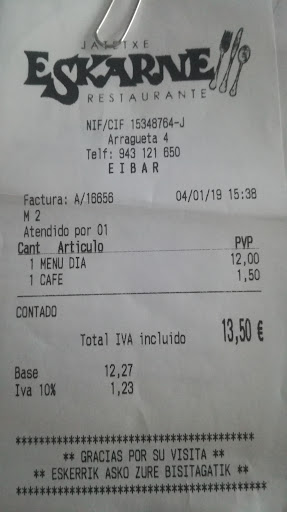 JATETXE
ESKARNE
RESTAURANTE
NIF/CIF 15348764-J
Arragueta 4
Telf: 943 121 650
EIBAR
Factura: A/16656 04/01/19 15:38
M 2
Atendido por 01
Cant Articulo PVP
1 MENU DIA 12,00
1 CAFE 1,50
CONTADO
Total IVA incluido 13,50 €
Base 12,27
Iva 10% 1,23
****************************************
** GRACIAS POR SU VISITA **
** ESKERRIK ASKO ZURE BISITAGATIK **
****************************************